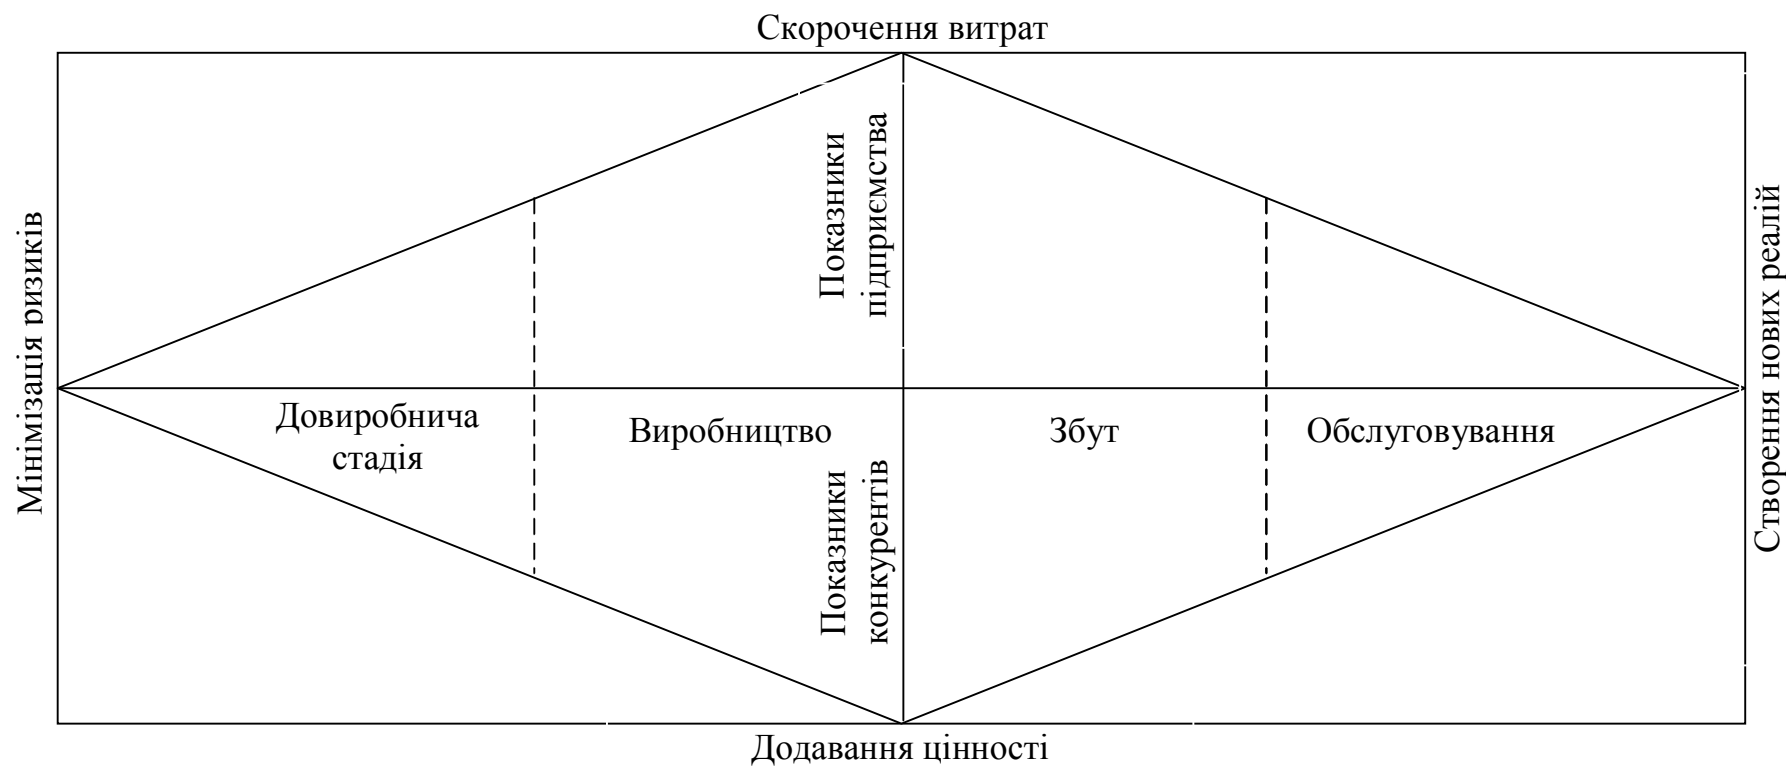 Скорочення витрат
Мінімізація ризиків
Показники
підприємства
Створення нових реалій
Довиробнича
стадія
Виробництво
Збут
Обслуговування
Показники
конкурентів
Додавання цінності